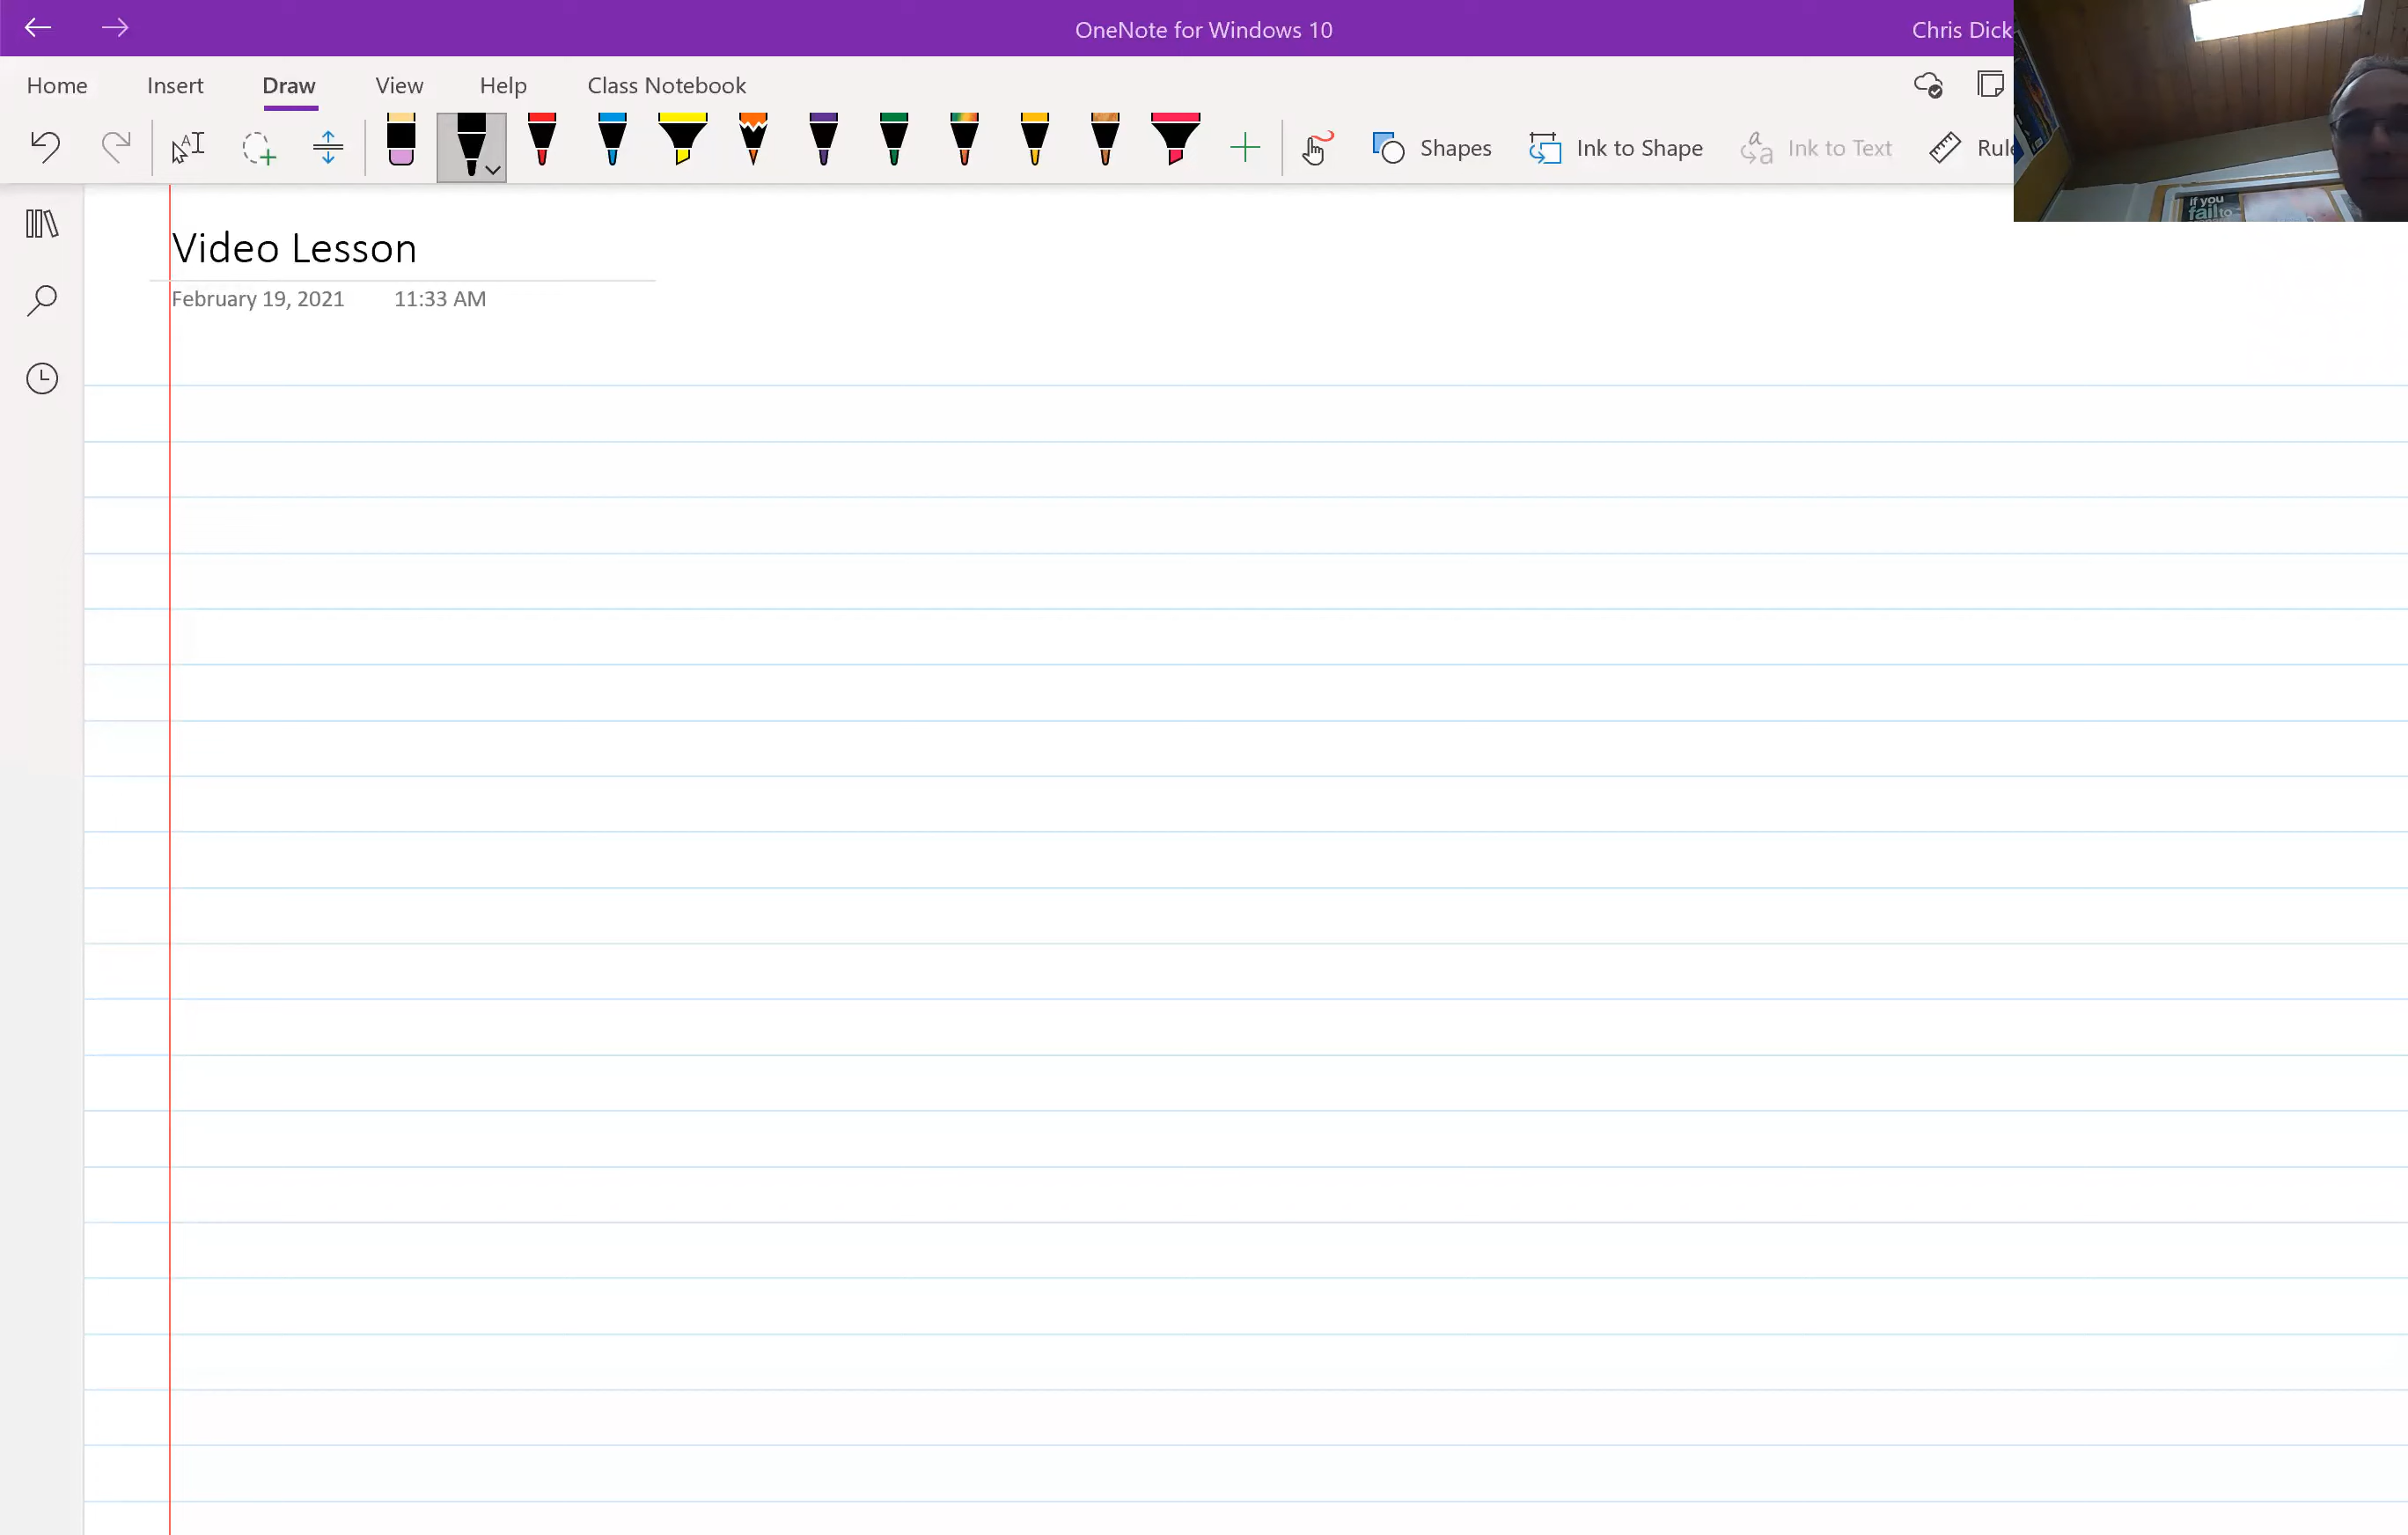 OneNote for Windows 10
Chris Dick
Home Insert Draw View Help Class Notebook
Shapes Ink to Shape Ink to Text Rule
if you
fail to
Video Lesson
February 19, 2021 11:33 AM